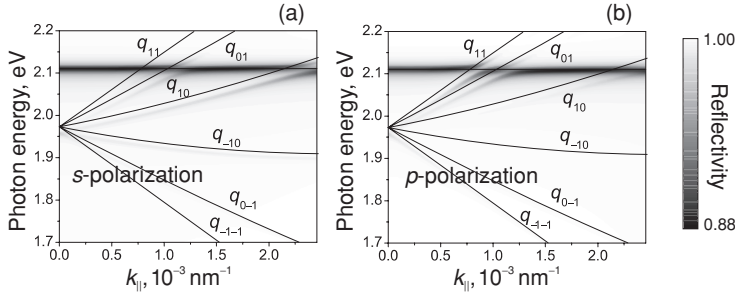 (a)
(b)
Photon energy, eV
2.2
2.1
2.0
1.9
1.8
1.7
q11
q01
q10
q–10
q0–1
q–1–1
s-polarization
0.0
0.5
1.0
1.5
2.0
k||, 10⁻³ nm⁻¹
Photon energy, eV
2.2
2.1
2.0
1.9
1.8
1.7
q11
q01
q10
q–10
q0–1
q–1–1
p-polarization
0.0
0.5
1.0
1.5
2.0
k||, 10⁻³ nm⁻¹
1.00
Reflectivity
0.88